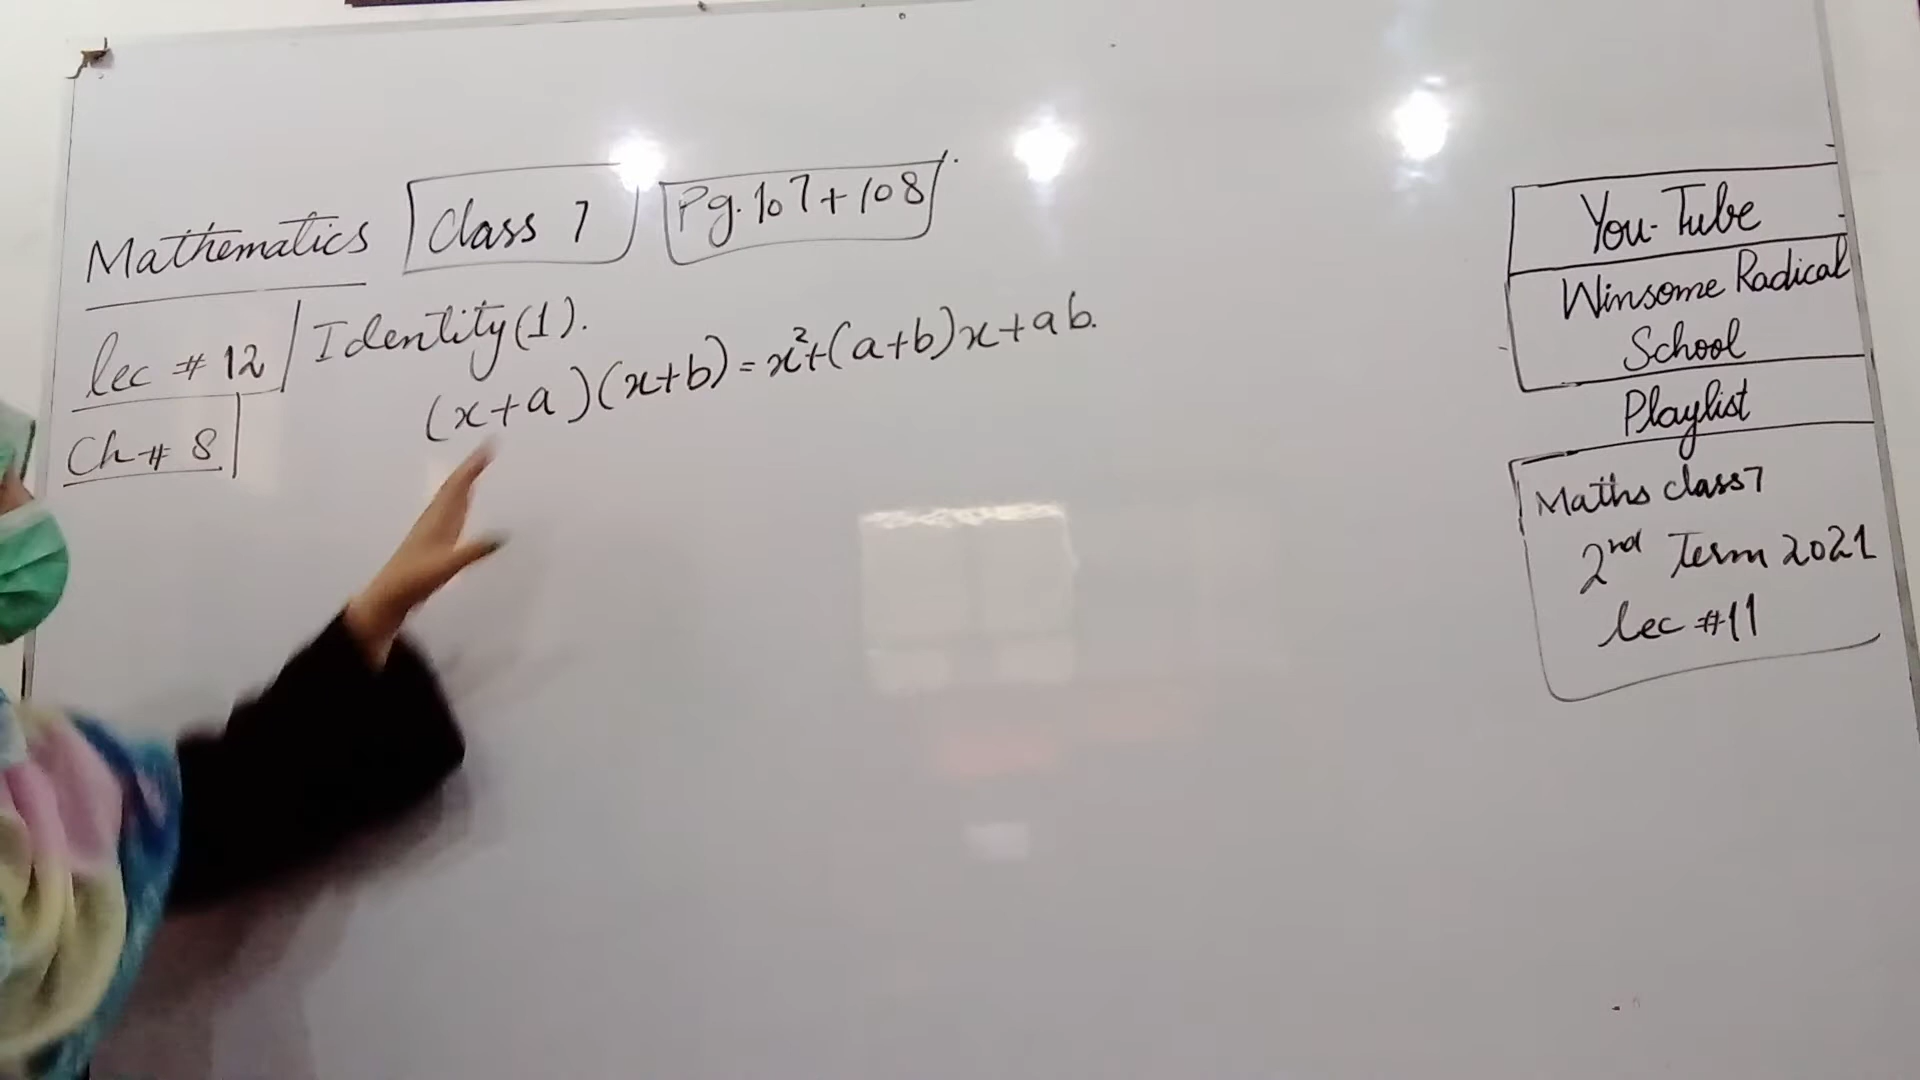 Mathematics Class 7 Pg. 107+108
Lec # 12 Identity (1).
(x+a)(x+b)=x²+(a+b)x+ab.
Ch # 8
You-Tube
Winsome Radical
School
Playlist
Maths class 7
2nd Term 2021
Lec #11